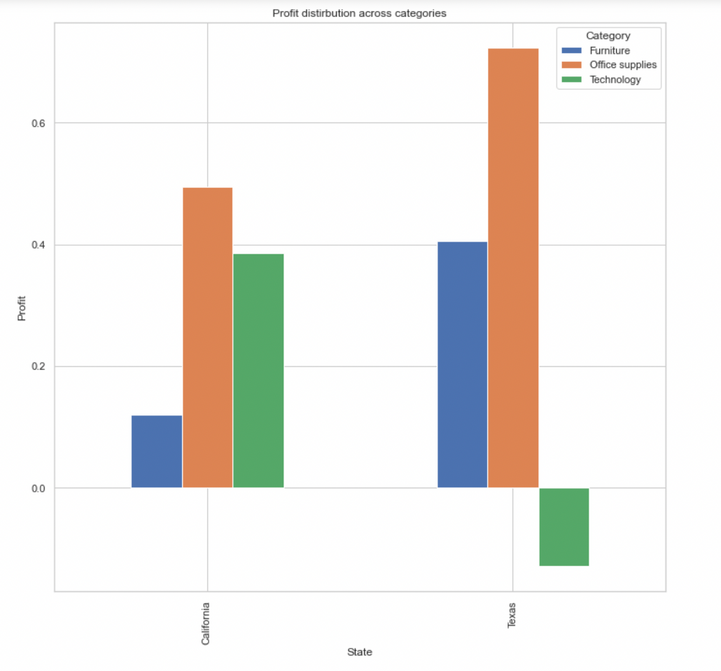 Profit distirbution across categories
Category
Furniture
Office supplies
Technology
0.6
0.4
0.2
0.0
Profit
California
Texas
State